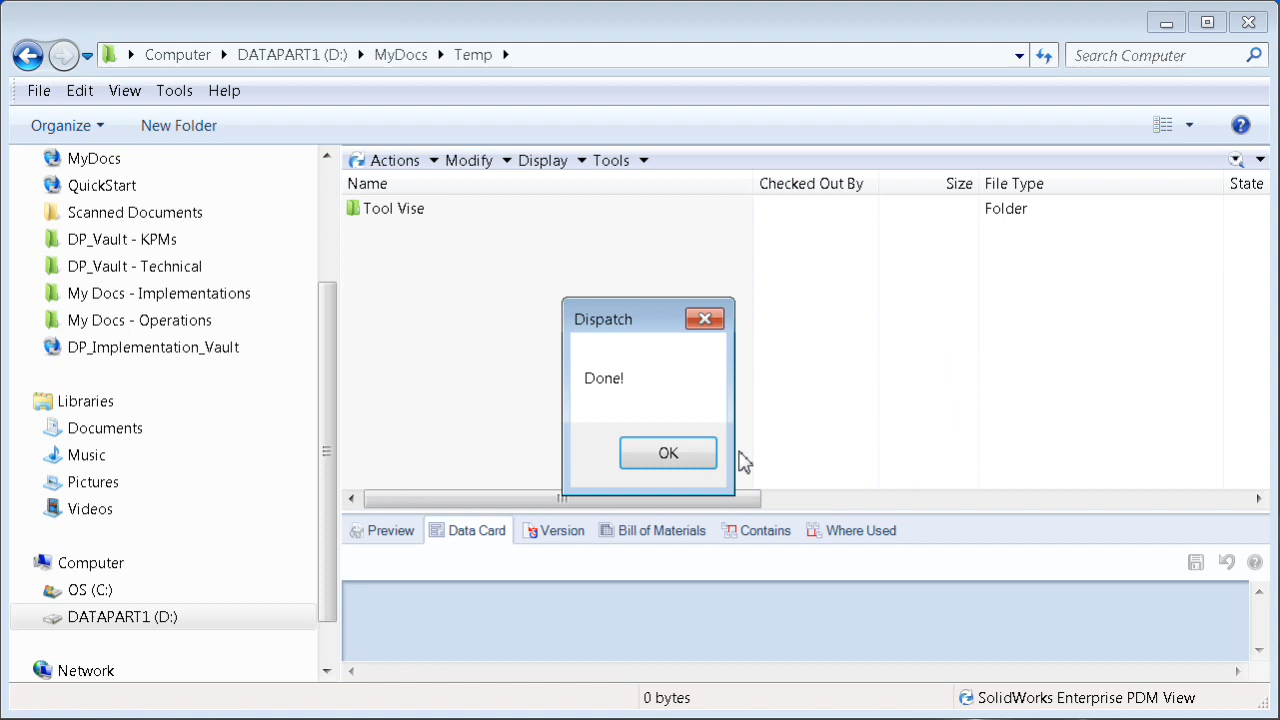 Computer DATAPART1 (D:) MyDocs Temp
Search Computer
File Edit View Tools Help
Organize New Folder
MyDocs
QuickStart
Scanned Documents
DP_Vault - KPMs
DP_Vault - Technical
My Docs - Implementations
My Docs - Operations
DP_Implementation_Vault
Libraries
Documents
Music
Pictures
Videos
Computer
OS (C:)
DATAPART1 (D:)
Network
Actions Modify Display Tools
Name Checked Out By Size File Type State
Tool Vise Folder
Dispatch
Done!
OK
Preview Data Card Version Bill of Materials Contains Where Used
0 bytes SolidWorks Enterprise PDM View